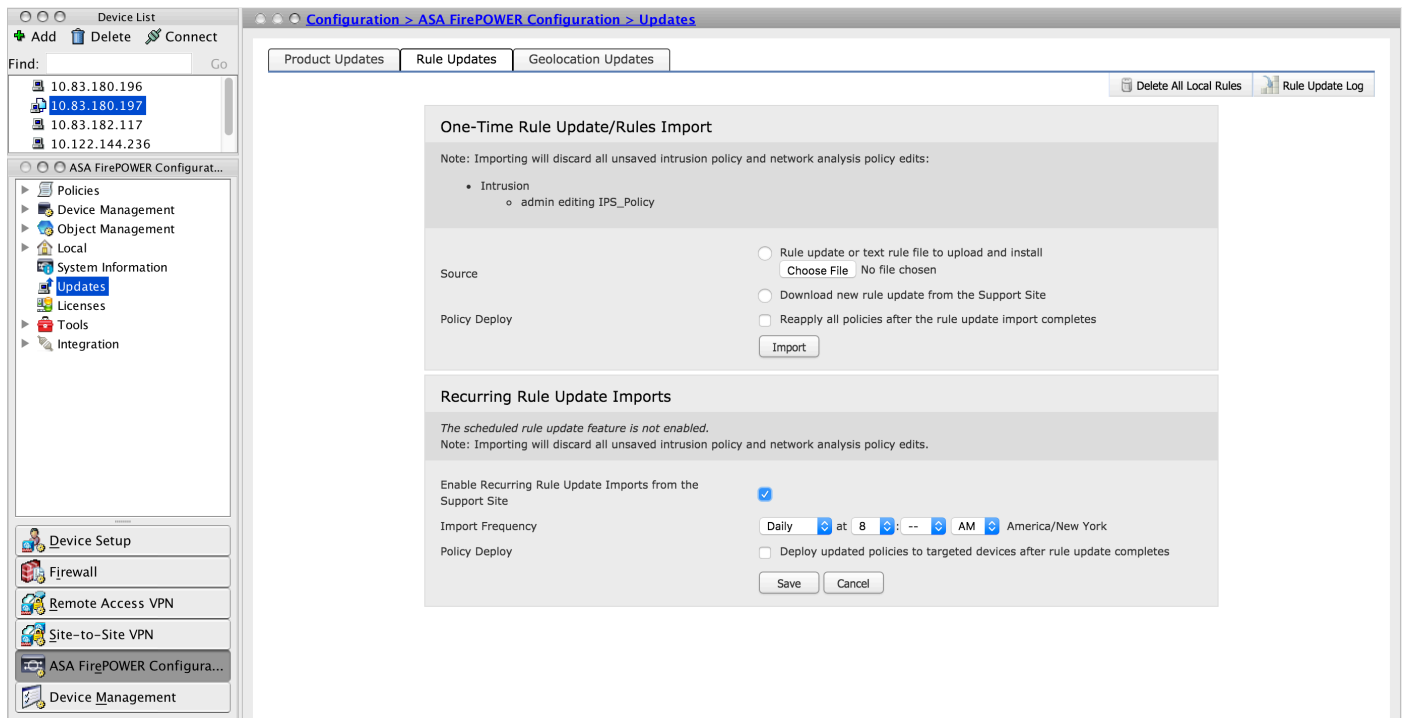 Device List
Add Delete Connect
Find: Go
10.83.180.196
10.83.180.197
10.83.182.117
10.122.144.236
ASA FirePOWER Configurat...
Policies
Device Management
Object Management
Local
System Information
Updates
Licenses
Tools
Integration
Device Setup
Firewall
Remote Access VPN
Site-to-Site VPN
ASA FirePOWER Configura...
Device Management
Configuration > ASA FirePOWER Configuration > Updates
Product Updates Rule Updates Geolocation Updates
Delete All Local Rules Rule Update Log
One-Time Rule Update/Rules Import
Note: Importing will discard all unsaved intrusion policy and network analysis policy edits:
• Intrusion
o admin editing IPS_Policy
Source
Rule update or text rule file to upload and install
Choose File No file chosen
Download new rule update from the Support Site
Policy Deploy Reapply all policies after the rule update import completes
Import
Recurring Rule Update Imports
The scheduled rule update feature is not enabled.
Note: Importing will discard all unsaved intrusion policy and network analysis policy edits.
Enable Recurring Rule Update Imports from the
Support Site
Import Frequency Daily at 8 : -- AM America/New York
Policy Deploy Deploy updated policies to targeted devices after rule update completes
Save Cancel